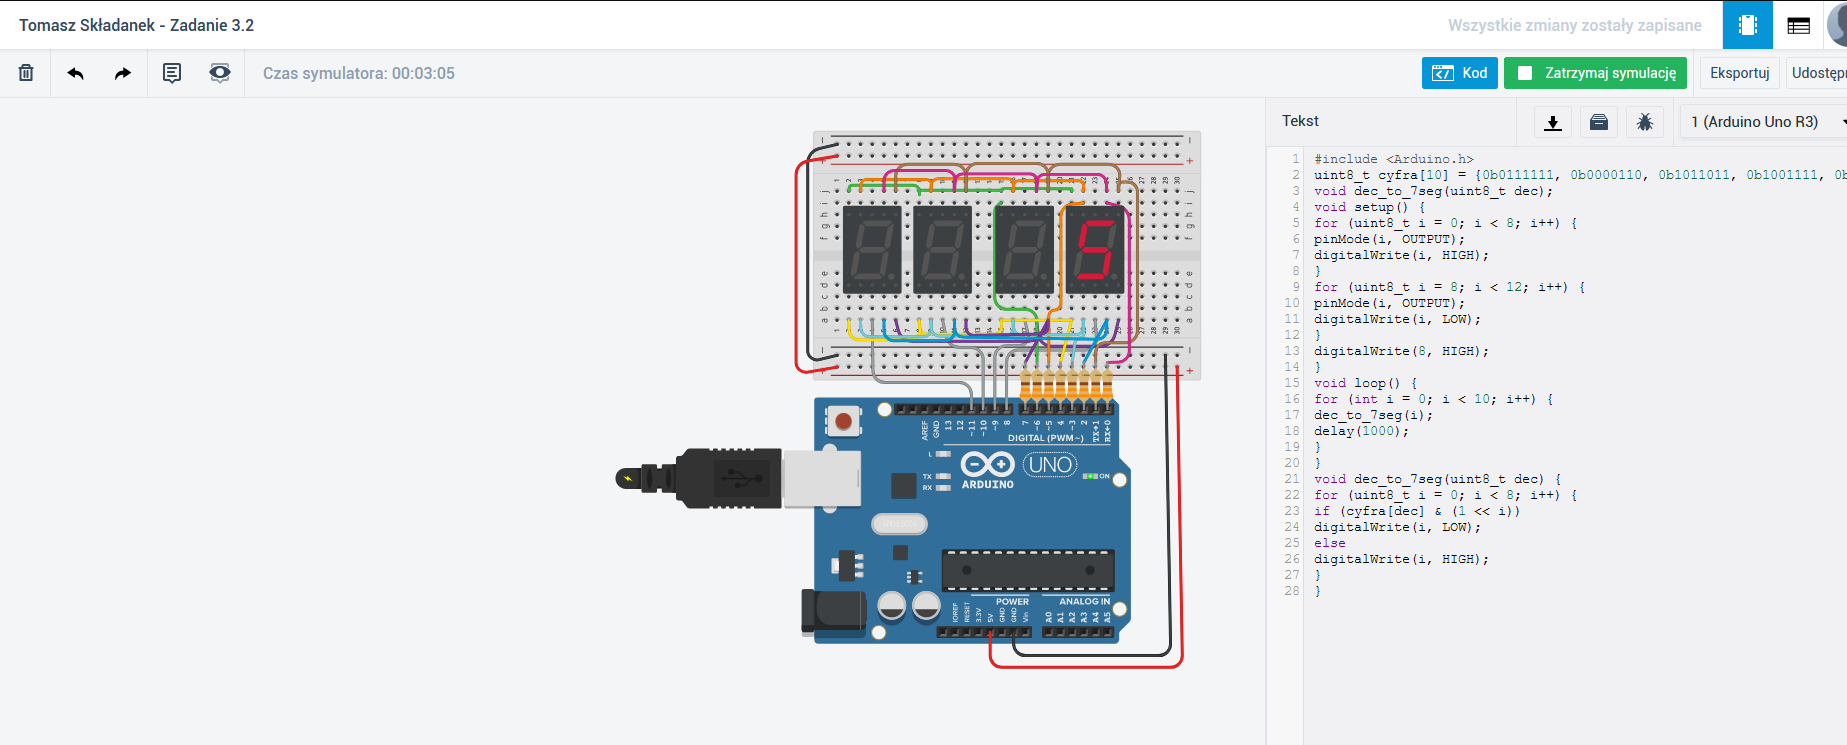 Tomasz Składanek - Zadanie 3.2
Wszystkie zmiany zostały zapisane
Czas symulatora: 00:03:05
Kod
Zatrzymaj symulację
Eksportuj
Udostępn
Tekst
1 (Arduino Uno R3)
1 #include <Arduino.h>
2 uint8_t cyfra[10] = {0b0111111, 0b0000110, 0b1011011, 0b1001111, 0b
3 void dec_to_7seg(uint8_t dec);
4 void setup() {
5 for (uint8_t i = 0; i < 8; i++) {
6 pinMode(i, OUTPUT);
7 digitalWrite(i, HIGH);
8 }
9 for (uint8_t i = 8; i < 12; i++) {
10 pinMode(i, OUTPUT);
11 digitalWrite(i, LOW);
12 }
13 digitalWrite(8, HIGH);
14 }
15 void loop() {
16 for (int i = 0; i < 10; i++) {
17 dec_to_7seg(i);
18 delay(1000);
19 }
20 }
21 void dec_to_7seg(uint8_t dec) {
22 for (uint8_t i = 0; i < 8; i++) {
23 if (cyfra[dec] & (1 << i))
24 digitalWrite(i, LOW);
25 else
26 digitalWrite(i, HIGH);
27 }
28 }
5
AREF
GND
13
12
~11
~10
~9
8
7
~6
~5
4
~3
2
TX→1
RX←0
DIGITAL (PWM~)
L
TX
RX
ARDUINO
UNO
ON
IOREF
RESET
3.3V
5V
GND
GND
Vin
POWER
ANALOG IN
A0
A1
A2
A3
A4
A5